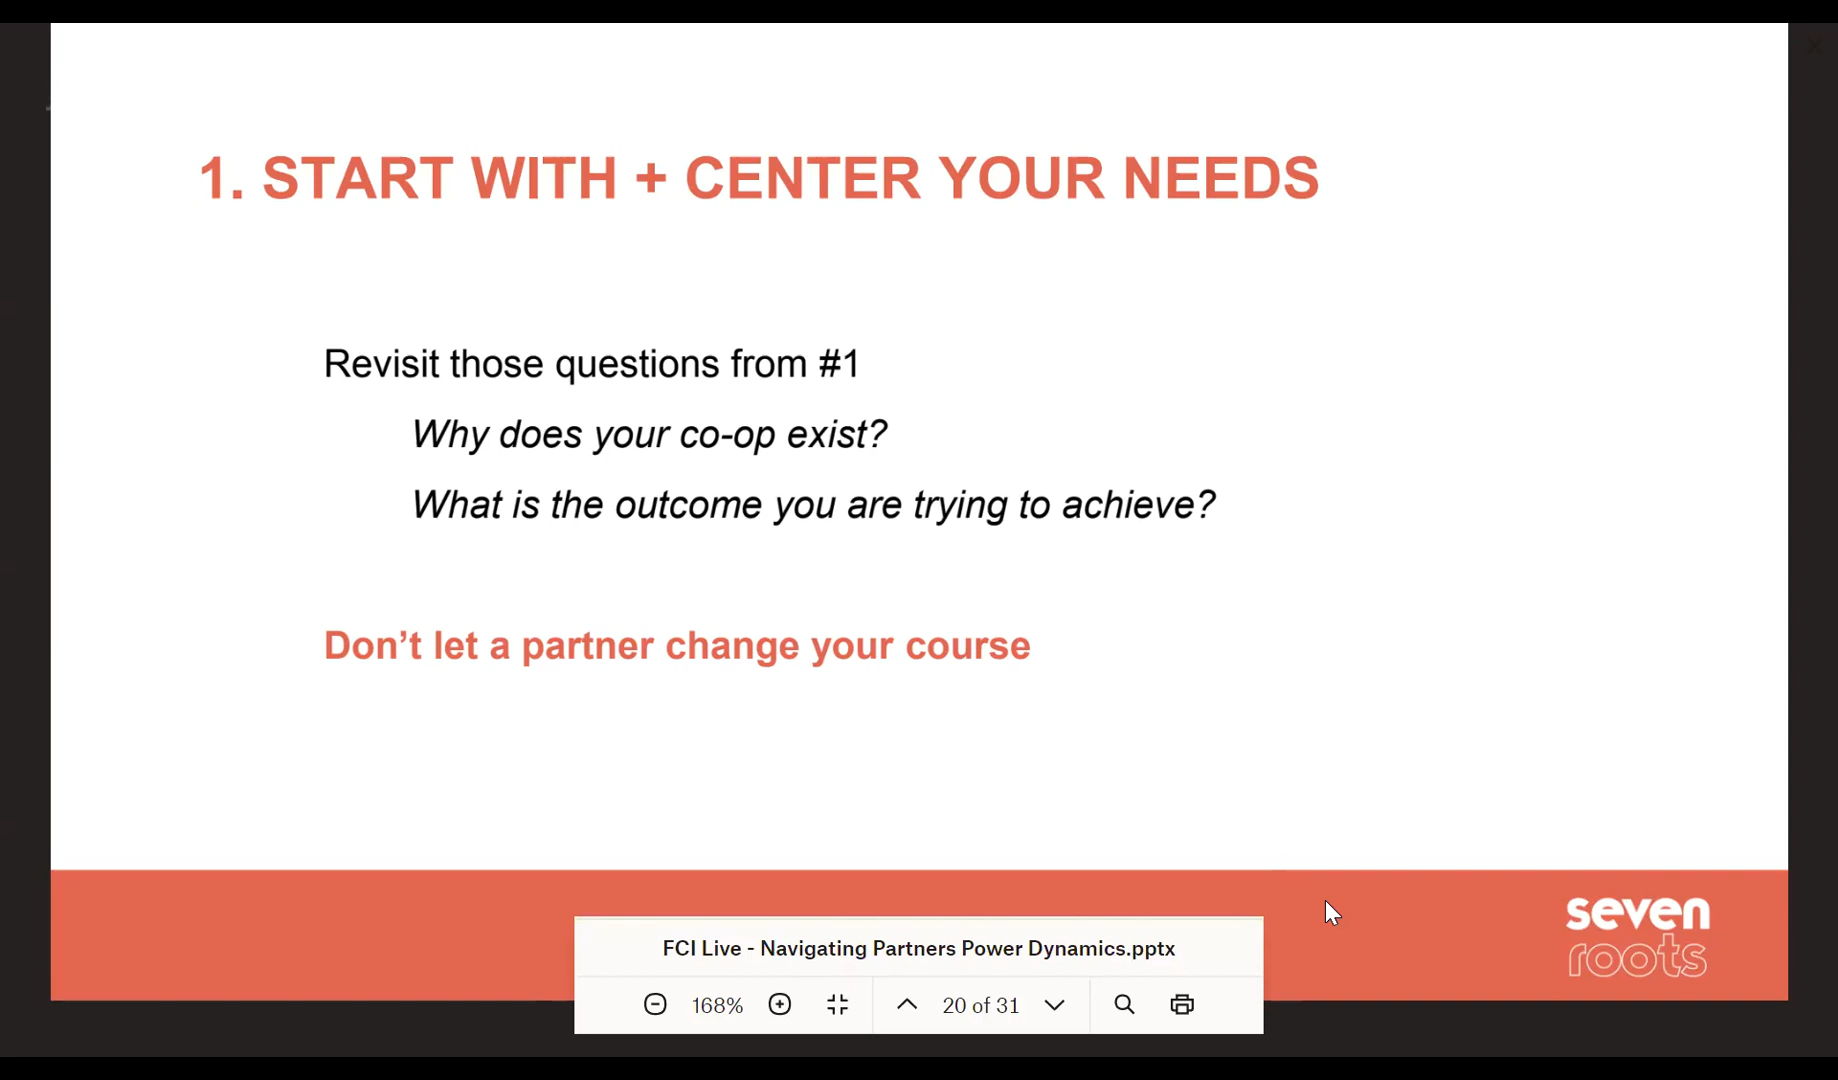 1. START WITH + CENTER YOUR NEEDS
Revisit those questions from #1
Why does your co-op exist?
What is the outcome you are trying to achieve?
Don’t let a partner change your course
seven
roots
FCI Live - Navigating Partners Power Dynamics.pptx
168%
20 of 31